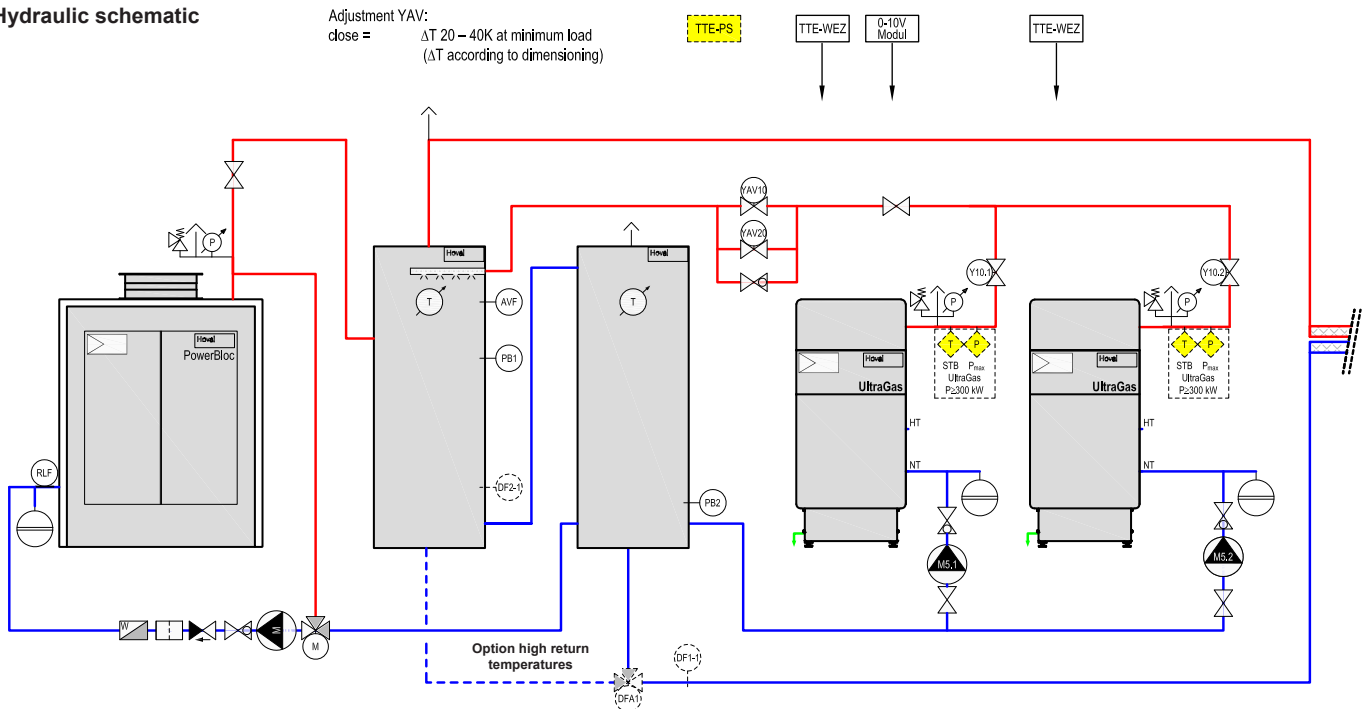 Hydraulic schematic
Adjustment YAV:
close = ΔT 20 – 40K at minimum load
(ΔT according to dimensioning)
TTE-PS
TTE-WEZ
0-10V
Modul
TTE-WEZ
YAV10
YAV20
P
Hoval
Hoval
T
T
AVF
PB1
Y10.1
Y10.2
P
P
Hoval
PowerBloc
T P
STB Pmax
UltraGas
P≥300 kW
T P
STB Pmax
UltraGas
P≥300 kW
Hoval
UltraGas
Hoval
UltraGas
HT
HT
NT
NT
RLF
DF2-1
PB2
M5.1
M5.2
W
M
M
Option high return
temperatures
DF1-1
DFA1